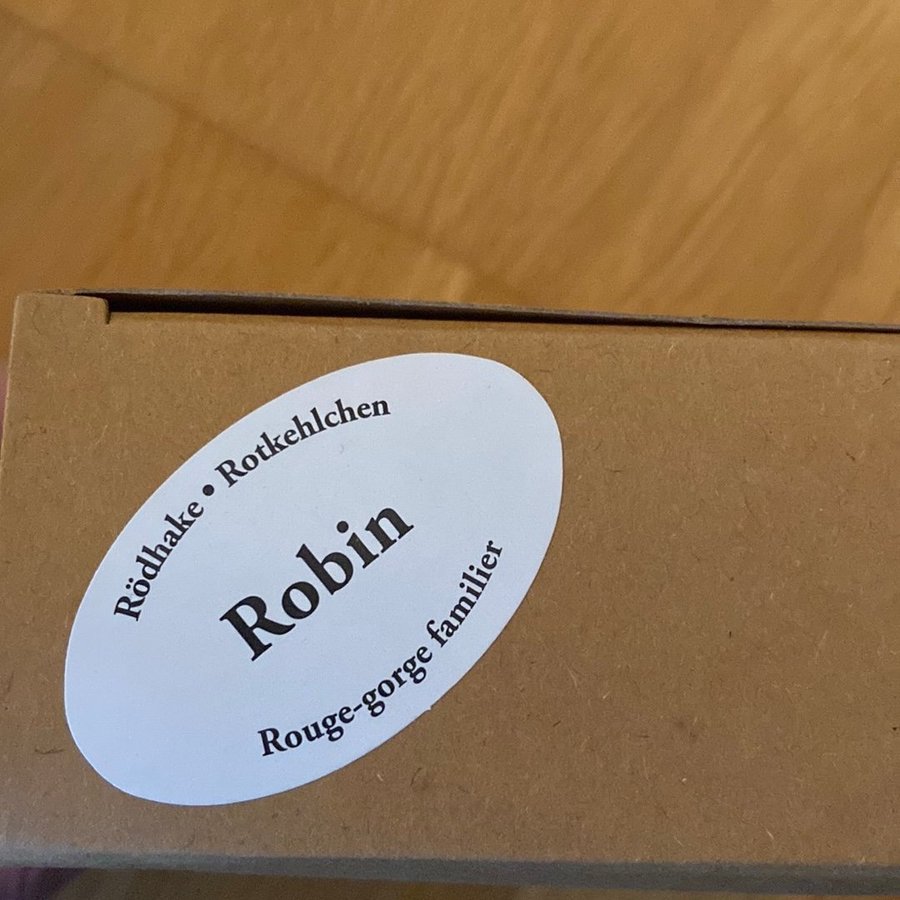 Rödhake • Rotkehlchen
Robin
Rouge-gorge familier